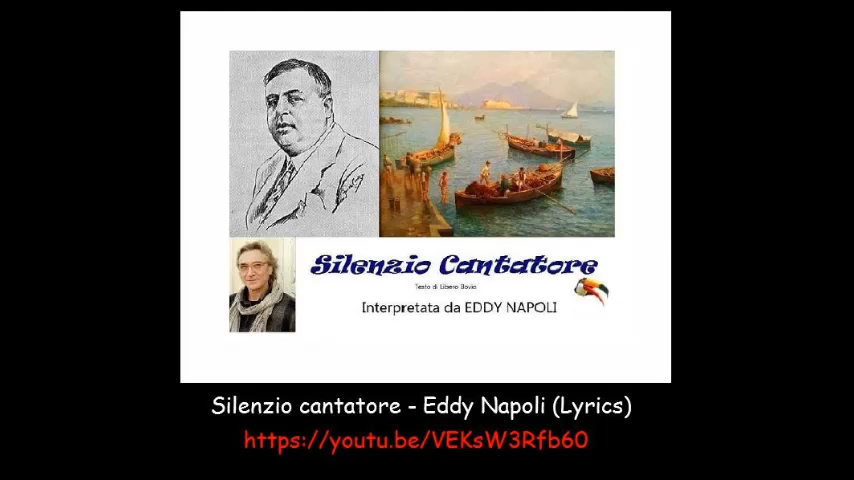 Silenzio Cantatore
Testo di Libero Bovio
Interpretata da EDDY NAPOLI
Silenzio cantatore - Eddy Napoli (Lyrics)
https://youtu.be/VEKsW3Rfb60